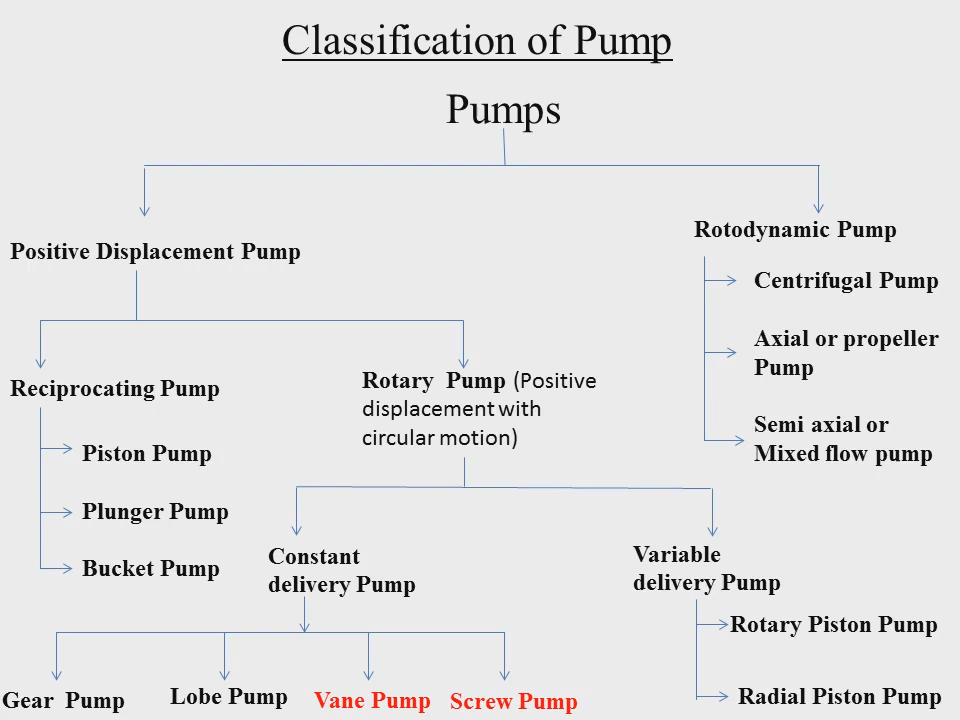 Classification of Pump
Pumps
Positive Displacement Pump
Rotodynamic Pump
Centrifugal Pump
Axial or propeller
Pump
Semi axial or
Mixed flow pump
Reciprocating Pump
Piston Pump
Plunger Pump
Bucket Pump
Rotary Pump (Positive
displacement with
circular motion)
Constant
delivery Pump
Variable
delivery Pump
Rotary Piston Pump
Radial Piston Pump
Gear Pump
Lobe Pump
Vane Pump
Screw Pump